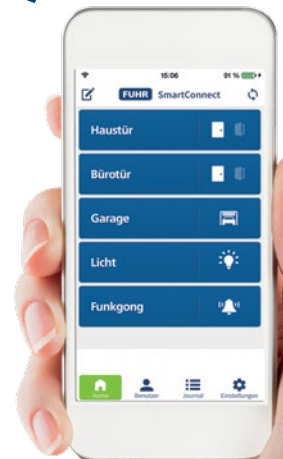 15:06 91 %
FUHR SmartConnect
Haustür
Bürotür
Garage
Licht
Funkgong
Home Benutzer Journal Einstellungen